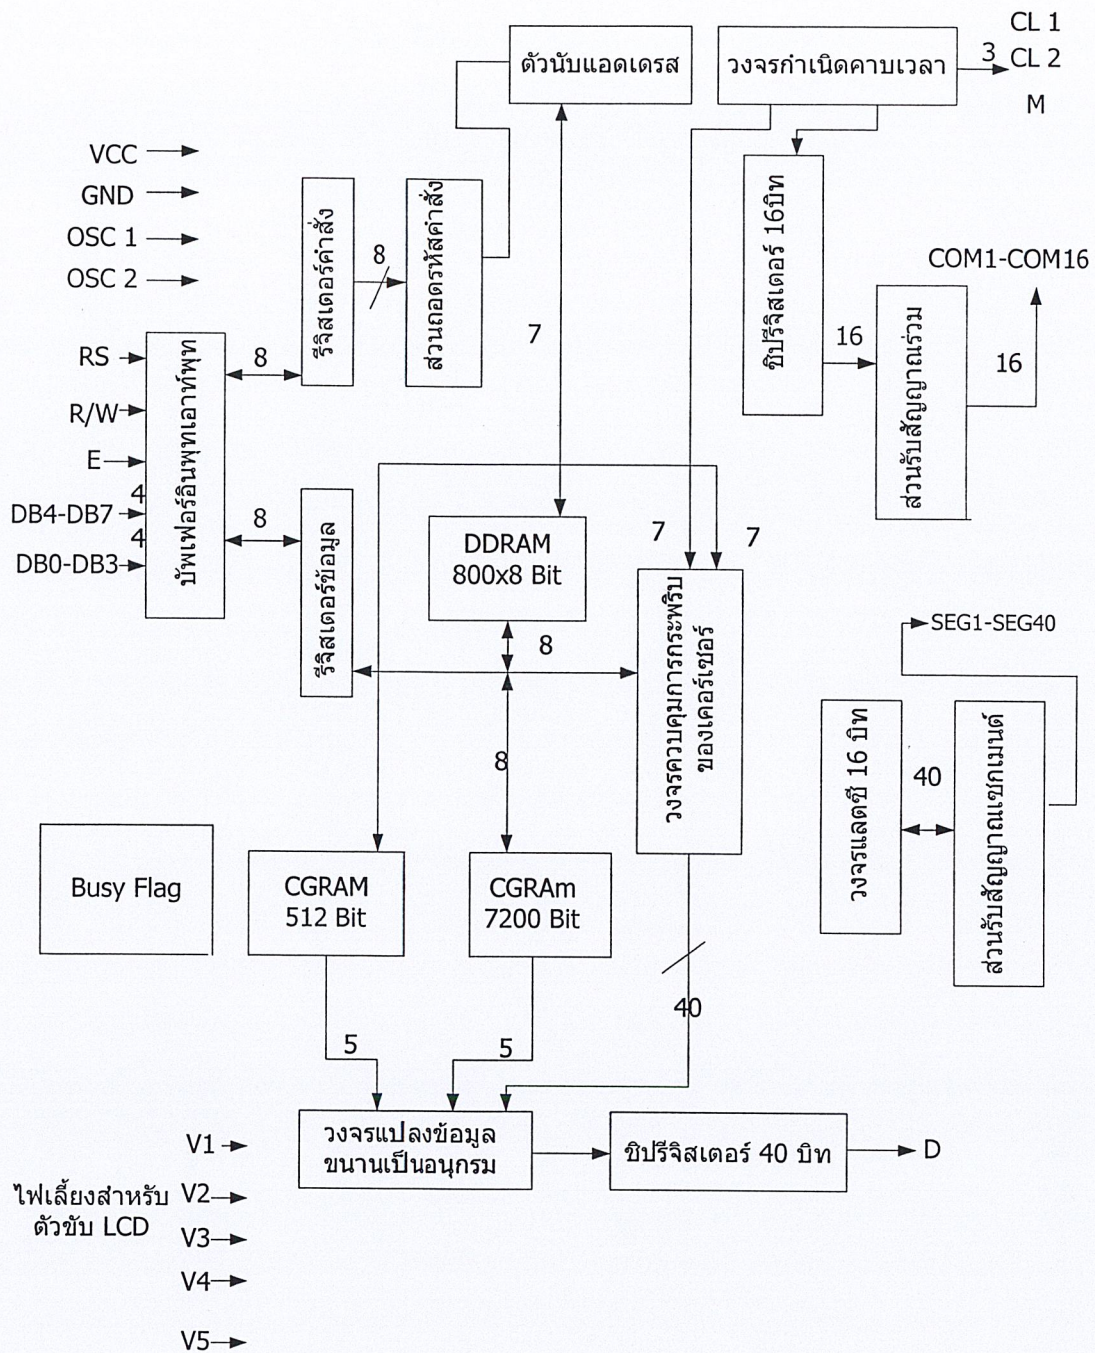 CL 1
ตัวนับแอดเดรส
วงจรกำเนิดคาบเวลา
3
CL 2
M
VCC
GND
OSC 1
OSC 2
รีจิสเตอร์คำสั่ง
8
ส่วนถอดรหัสคำสั่ง
7
ชิปรีจิสเตอร์ 16บิท
16
ส่วนรับสัญญาณร่วม
COM1-COM16
16
RS
R/W
E
4
DB4-DB7
4
DB0-DB3
บัพเฟอร์อินพุทเอาท์พุท
8
8
รีจิสเตอร์ข้อมูล
DDRAM
800x8 Bit
7
7
8
วงจรควบคุมการกระพริบ
ของเคอร์เซอร์
8
SEG1-SEG40
วงจรแลตซี 16 บิท
40
ส่วนรับสัญญาณเซกเมนต์
Busy Flag
CGRAM
512 Bit
CGRAm
7200 Bit
40
5
5
วงจรแปลงข้อมูล
ขนานเป็นอนุกรม
ชิปรีจิสเตอร์ 40 บิท
D
V1
ไฟเลี้ยงสำหรับ
ตัวขับ LCD
V2
V3
V4
V5